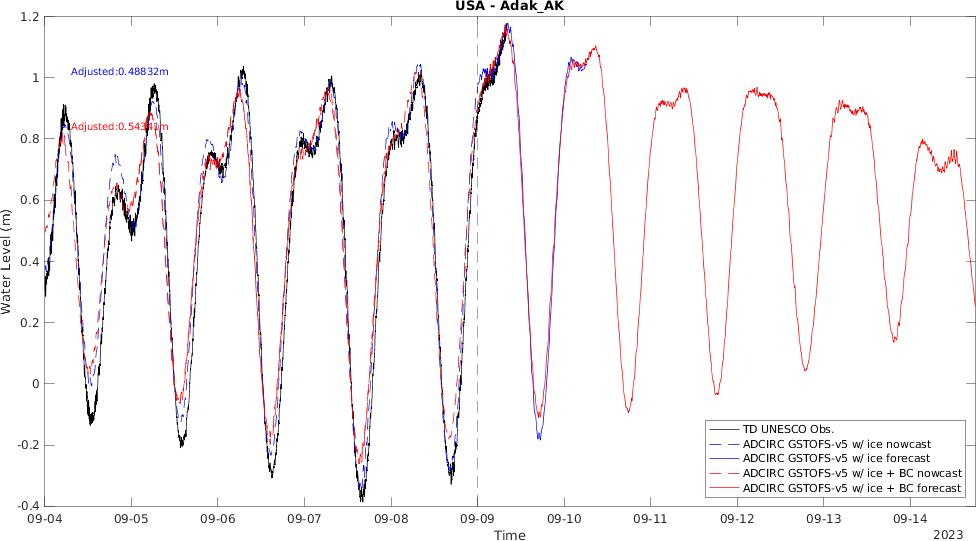 USA - Adak_AK
1.2
1
0.8
0.6
0.4
0.2
0
-0.2
-0.4
Water Level (m)
Adjusted:0.48832m
Adjusted:0.54341m
TD UNESCO Obs.
ADCIRC GSTOFS-v5 w/ ice nowcast
ADCIRC GSTOFS-v5 w/ ice forecast
ADCIRC GSTOFS-v5 w/ ice + BC nowcast
ADCIRC GSTOFS-v5 w/ ice + BC forecast
09-04 09-05 09-06 09-07 09-08 09-09 09-10 09-11 09-12 09-13 09-14
Time
2023